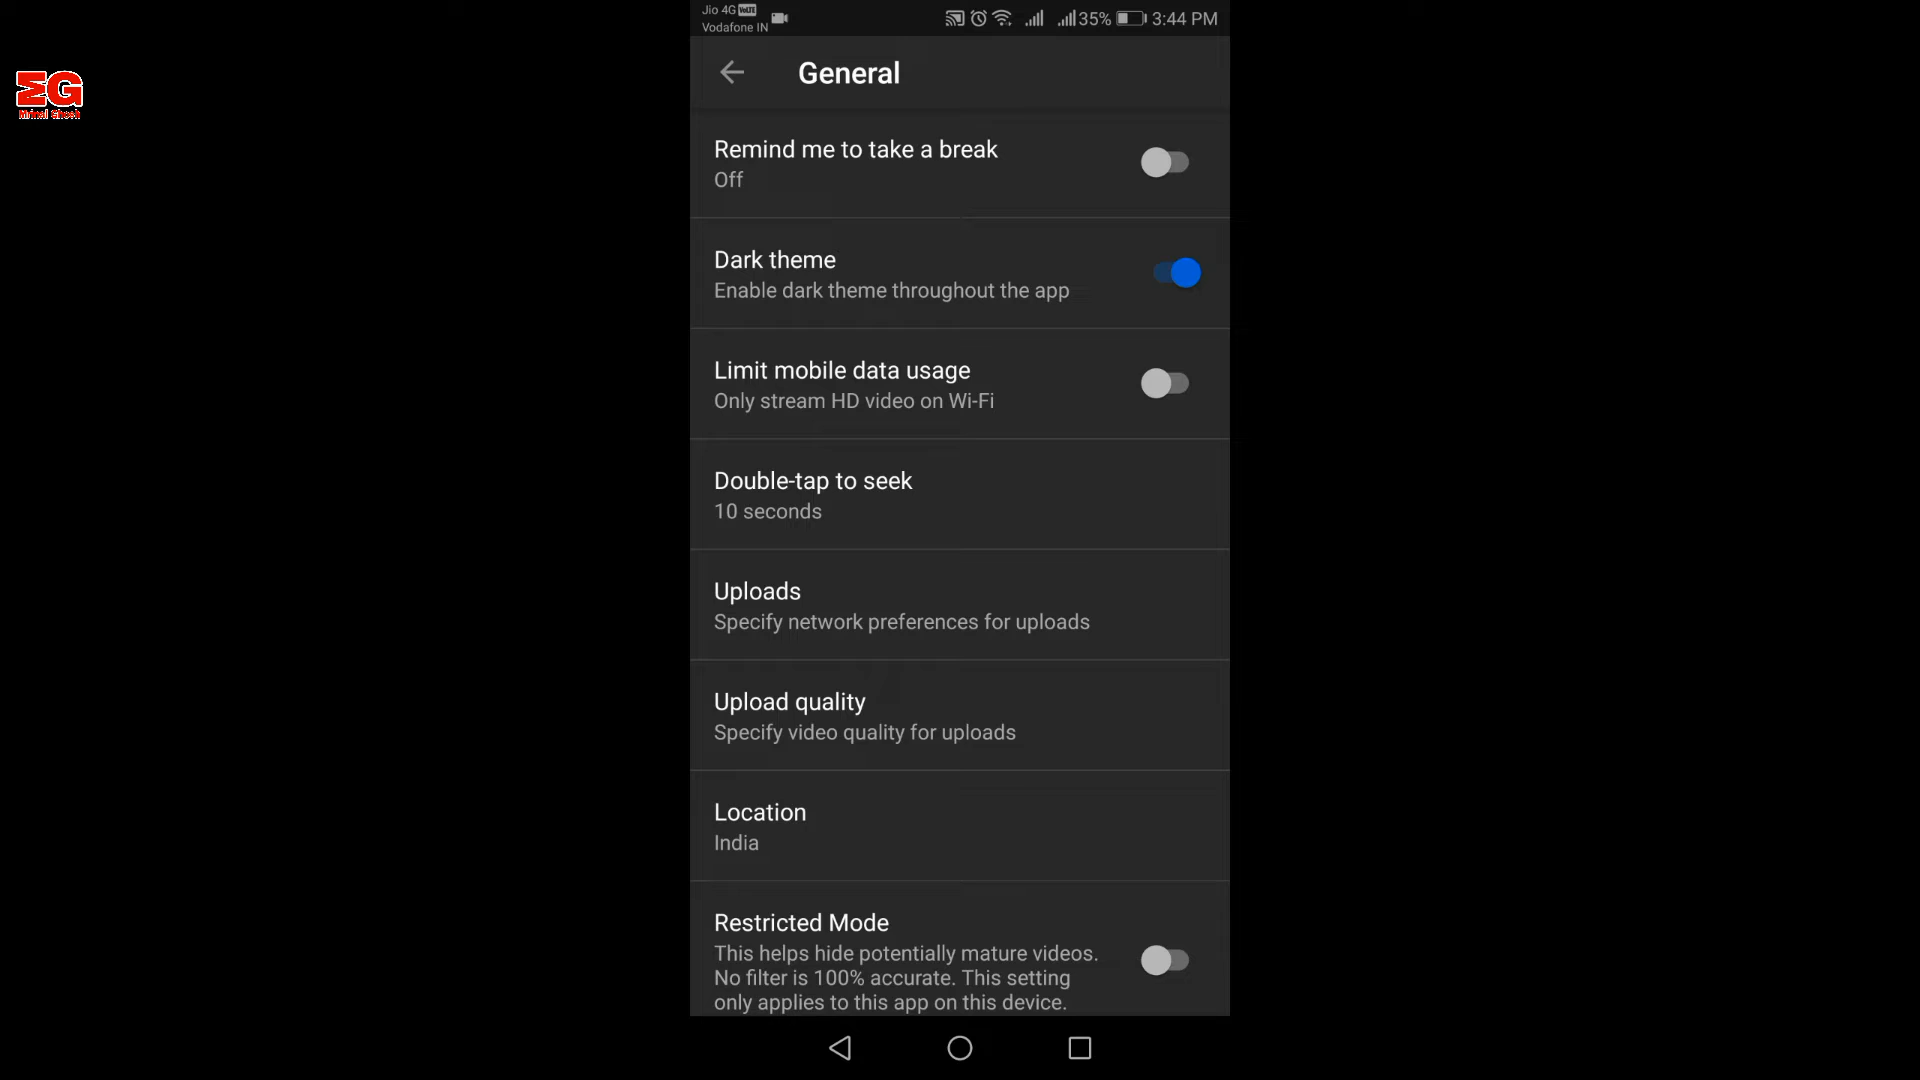 Jio 4G VoLTE
Vodafone IN
35% 3:44 PM
MG
Mrinal Ghosh
General
Remind me to take a break
Off
Dark theme
Enable dark theme throughout the app
Limit mobile data usage
Only stream HD video on Wi-Fi
Double-tap to seek
10 seconds
Uploads
Specify network preferences for uploads
Upload quality
Specify video quality for uploads
Location
India
Restricted Mode
This helps hide potentially mature videos.
No filter is 100% accurate. This setting
only applies to this app on this device.